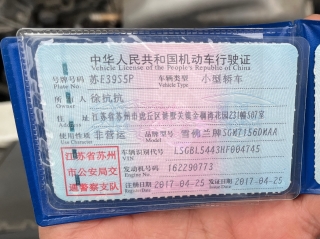 中华人民共和国机动车行驶证
Vehicle License of the People's Republic of China
号牌号码 苏E39S5P 车辆类型 小型轿车
Plate No. Vehicle Type
所有人 徐杭杭
Owner
住址 江苏省苏州市虎丘区
使用性质 非营运 品牌型号 雪佛兰牌SGM7156DMAA
Use Character Model
江苏省苏州
市公安局交
通警察支队
车辆识别代号 LSGBL5443HF004745
VIN
发动机号码 162290773
Engine No.
注册日期 2017-04-25 发证日期 2017-04-25
Register Date Issue Date